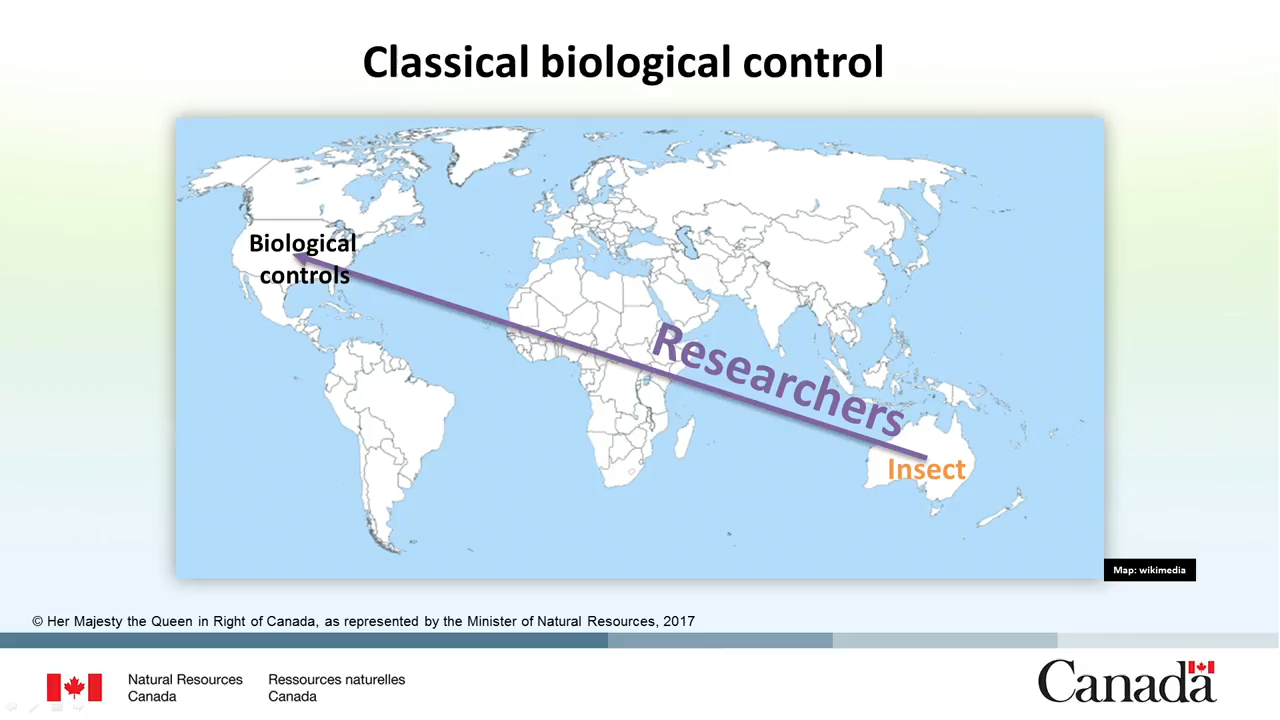 Classical biological control
Biological
controls
Researchers
Insect
Map: wikimedia
© Her Majesty the Queen in Right of Canada, as represented by the Minister of Natural Resources, 2017
Natural Resources
Canada
Ressources naturelles
Canada
Canada